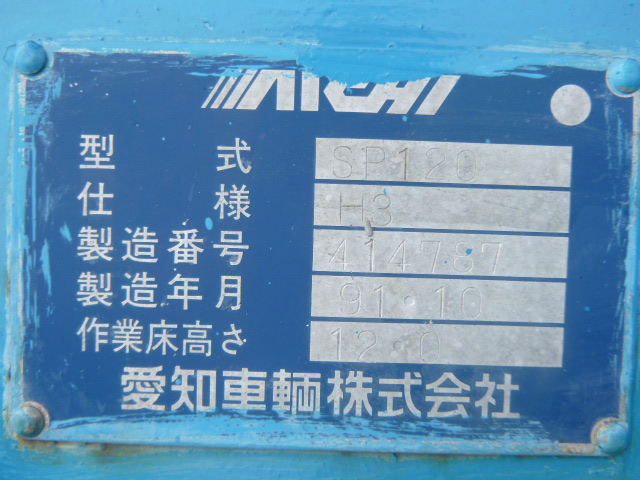 AICHI
型式 SP120
仕様 H3
製造番号 414787
製造年月 91・10
作業床高さ 12・0
愛知車輌株式会社